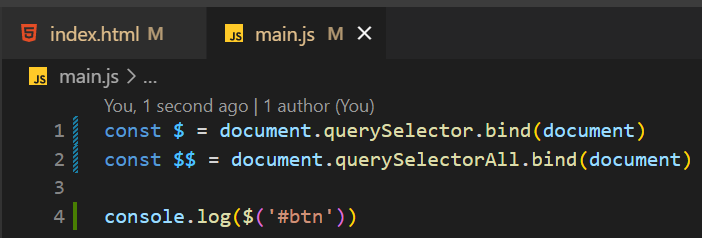 index.html M
JS main.js M
JS main.js > ...
You, 1 second ago | 1 author (You)
1 const $ = document.querySelector.bind(document)
2 const $$ = document.querySelectorAll.bind(document)
3
4 console.log($('#btn'))